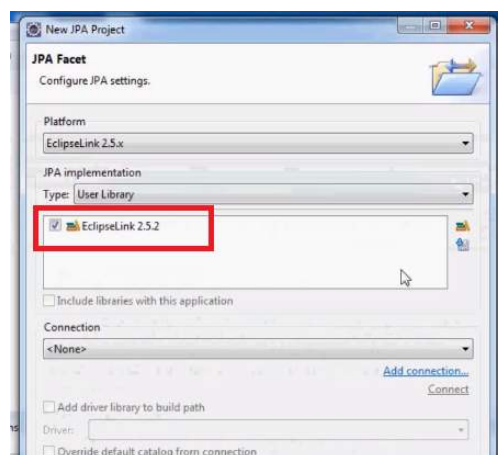 New JPA Project
JPA Facet
Configure JPA settings.
Platform
EclipseLink 2.5.x
JPA implementation
Type: User Library
EclipseLink 2.5.2
Include libraries with this application
Connection
<None>
Add connection...
Connect
Add driver library to build path
Driver:
Override default catalog from connection